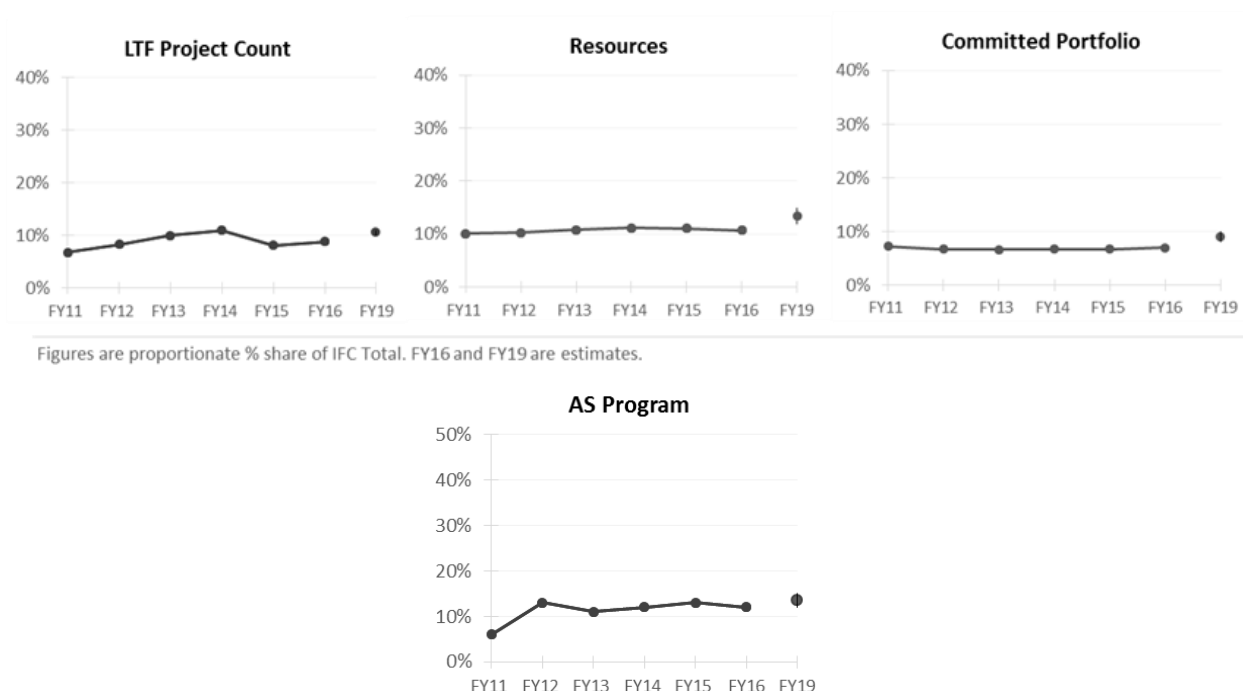 LTF Project Count
40%
30%
20%
10%
0%
FY11 FY12 FY13 FY14 FY15 FY16 FY19
Resources
40%
30%
20%
10%
0%
FY11 FY12 FY13 FY14 FY15 FY16 FY19
Committed Portfolio
40%
30%
20%
10%
0%
FY11 FY12 FY13 FY14 FY15 FY16 FY19
Figures are proportionate % share of IFC Total. FY16 and FY19 are estimates.
AS Program
50%
40%
30%
20%
10%
0%
FY11 FY12 FY13 FY14 FY15 FY16 FY19